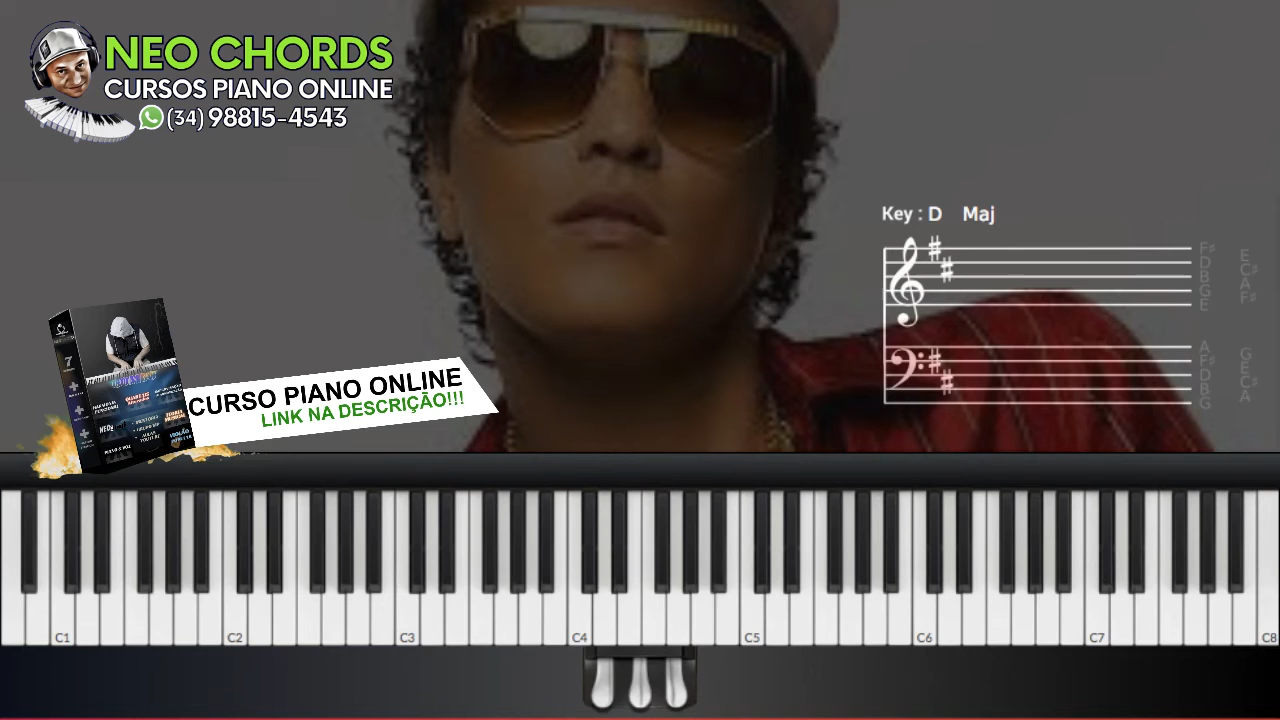 NEO CHORDS
CURSOS PIANO ONLINE
(34) 98815-4543
Key : D Maj
F♯
D
B
G
E
E
C♯
A
F♯
A
F♯
D
B
G
G
E
C♯
A
7
CURSO PIANO ONLINE
LINK NA DESCRIÇÃO!!!
C1 C2 C3 C4 C5 C6 C7 C8